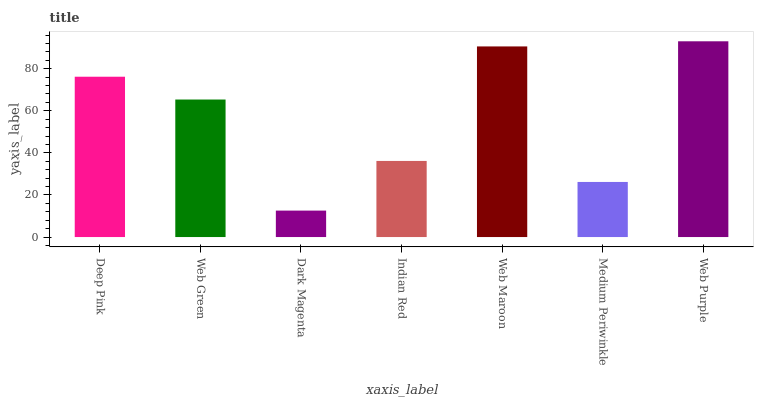 title
yaxis_label
80
60
40
20
0
Deep Pink
Web Green
Dark Magenta
Indian Red
Web Maroon
Medium Periwinkle
Web Purple
xaxis_label